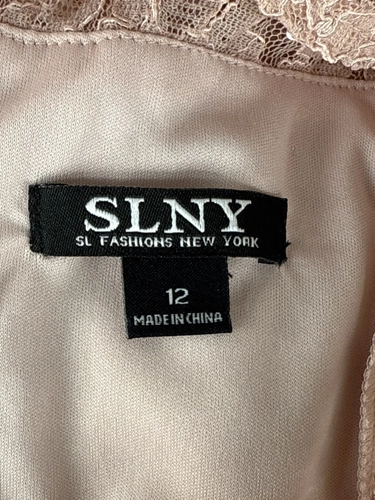 SLNY
SL FASHIONS NEW YORK
12
MADE IN CHINA